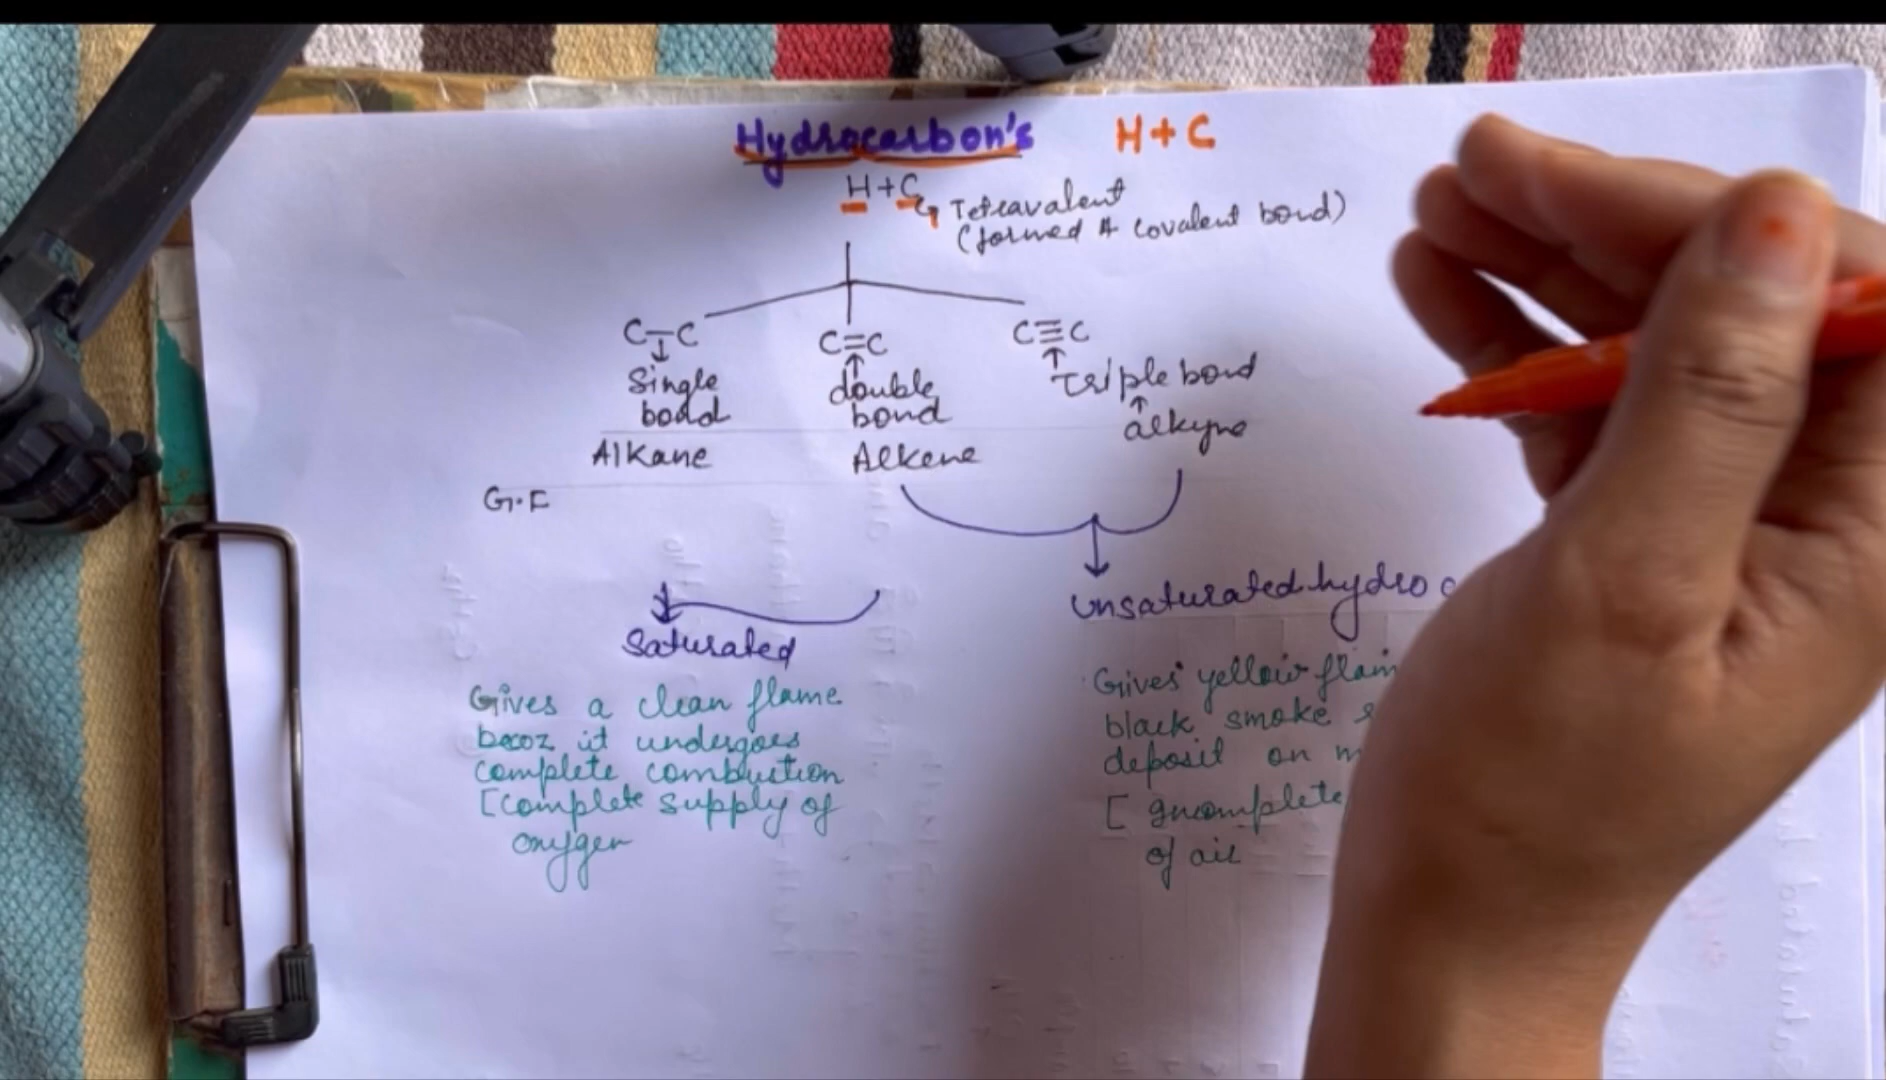 Hydrocarbon's H+C
H+C
Tetravalent
(formed 4 covalent bond)
C-C C=C C≡C
Single bond
double bond
triple bond
Alkane Alkene alkyne
G.F
Saturated
Unsaturated hydro
Gives a clean flame
becoz it undergoes
complete combustion
[complete supply of
oxygen
Gives yellow flam
black smoke
deposit on
[ Incomplete
of air